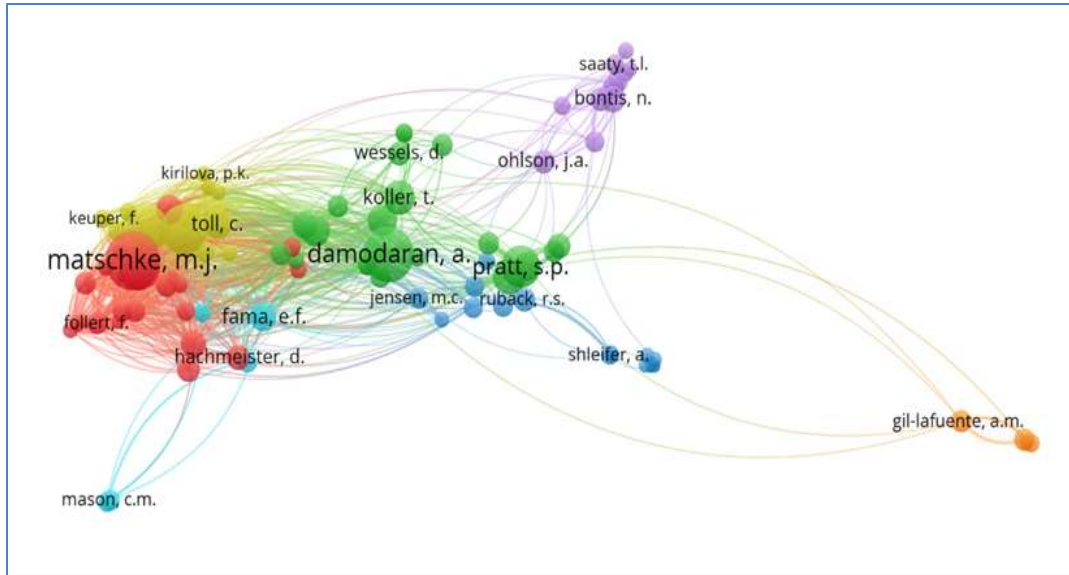 saaty, t.l.
bontis, n.
wessels, d.
ohlson, j.a.
kirilova, p.k.
koller, t.
keuper, f.
toll, c.
matschke, m.j.
damodaran, a.
pratt, s.p.
jensen, m.c.
ruback, r.s.
fama, e.f.
follert, f.
hachmeister, d.
shleifer, a.
gil-lafuente, a.m.
mason, c.m.